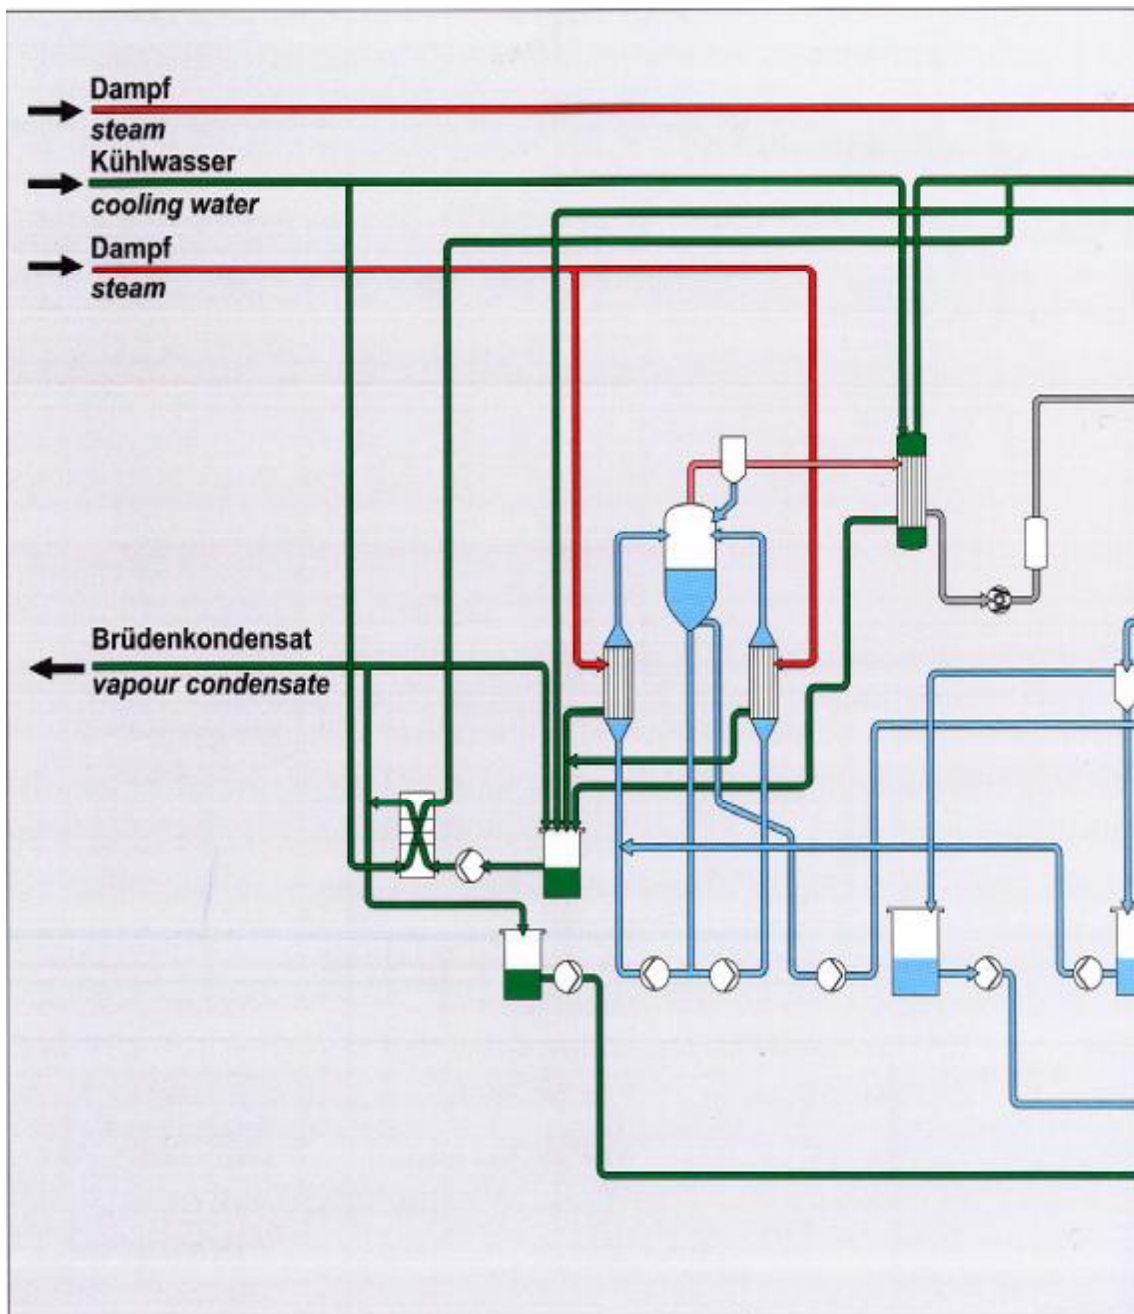 Dampf
steam
Kühlwasser
cooling water
Dampf
steam
Brüdenkondensat
vapour condensate